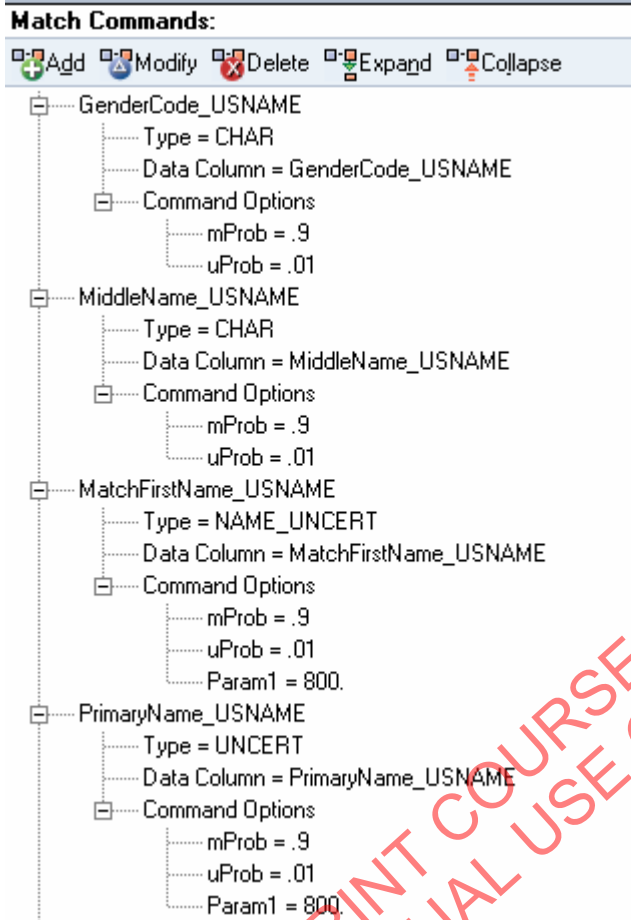 Match Commands:
Add Modify Delete Expand Collapse
GenderCode_USNAME
Type = CHAR
Data Column = GenderCode_USNAME
Command Options
mProb = .9
uProb = .01
MiddleName_USNAME
Type = CHAR
Data Column = MiddleName_USNAME
Command Options
mProb = .9
uProb = .01
MatchFirstName_USNAME
Type = NAME_UNCERT
Data Column = MatchFirstName_USNAME
Command Options
mProb = .9
uProb = .01
Param1 = 800.
PrimaryName_USNAME
Type = UNCERT
Data Column = PrimaryName_USNAME
Command Options
mProb = .9
uProb = .01
Param1 = 800.
COURSE
USE